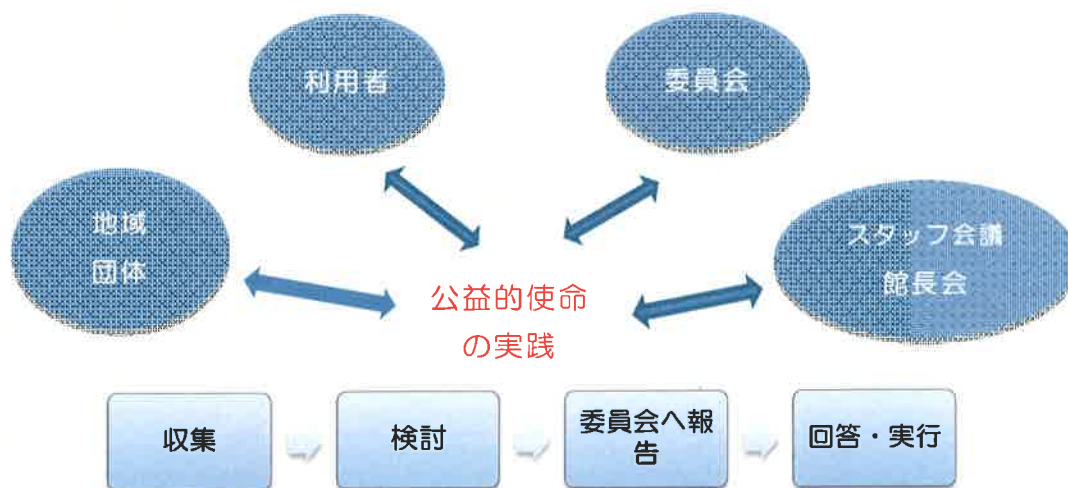 利用者
委員会
地域
団体
スタッフ会議
館長会
公益的使命
の実践
収集
検討
委員会へ報
告
回答・実行